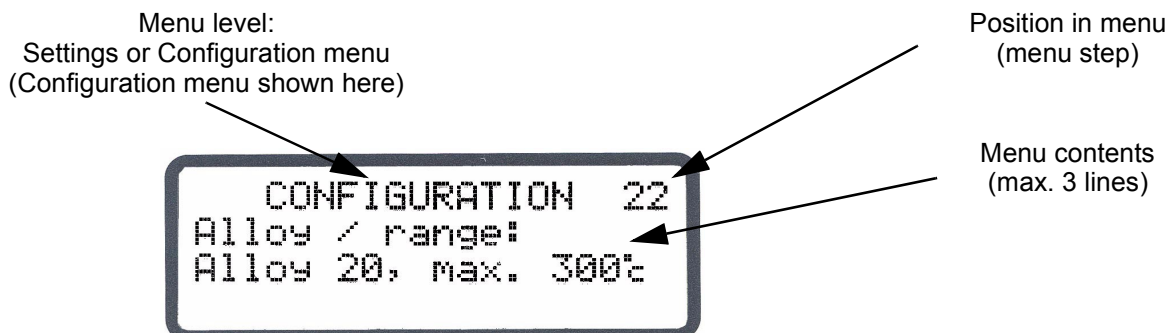 Menu level:
Settings or Configuration menu
(Configuration menu shown here)
Position in menu
(menu step)
Menu contents
(max. 3 lines)
CONFIGURATION 22
Alloy / range:
Alloy 20, max. 300°c